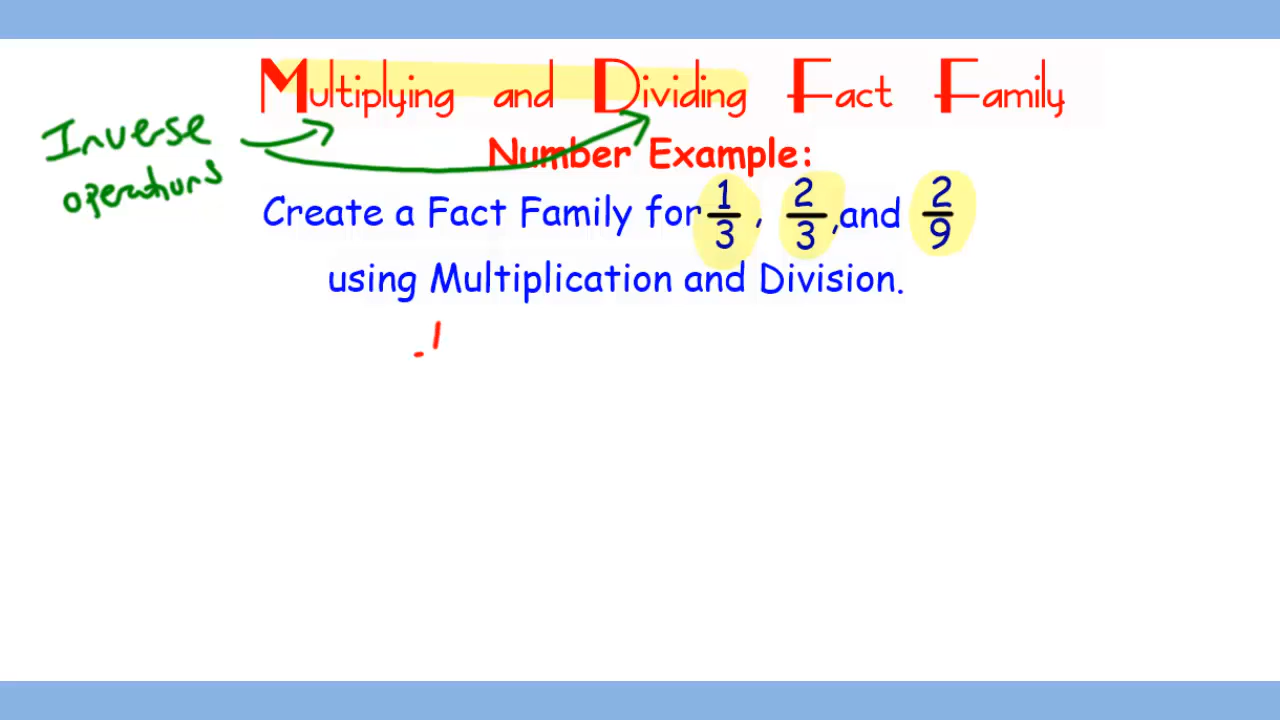 Multiplying and Dividing Fact Family
Inverse operations
Number Example:
Create a Fact Family for 1/3, 2/3, and 2/9
using Multiplication and Division.
1